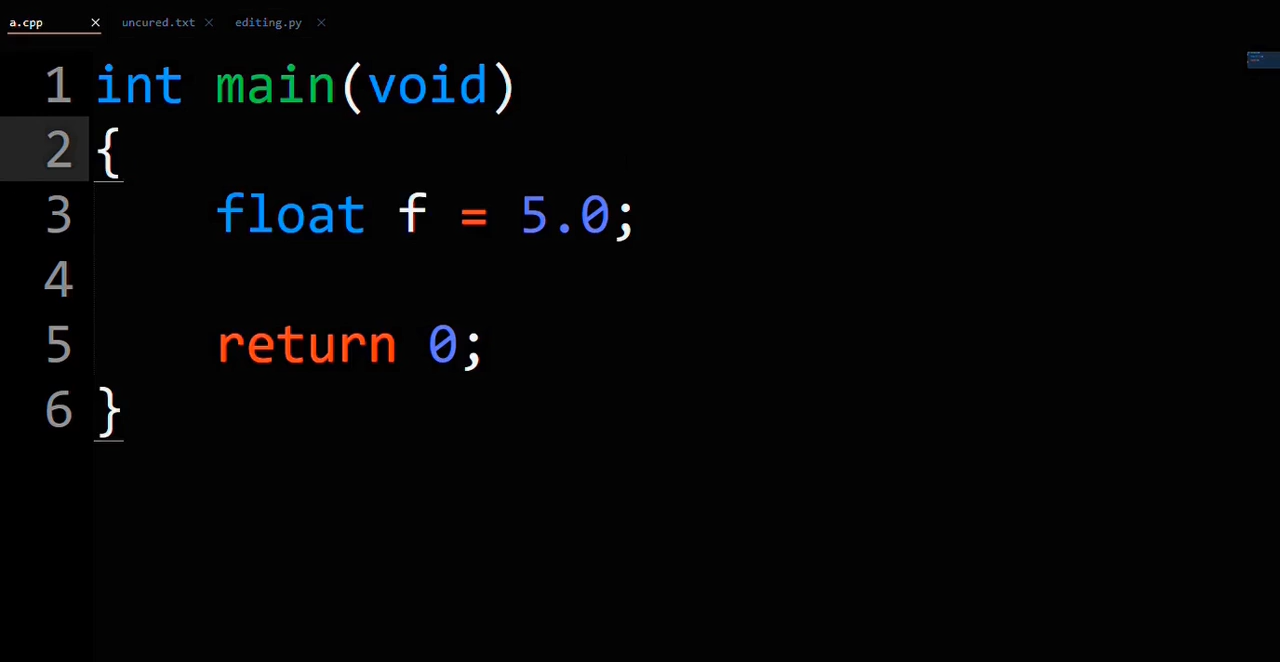 a.cpp uncured.txt editing.py
1 int main(void)
2 {
3     float f = 5.0;
4
5     return 0;
6 }